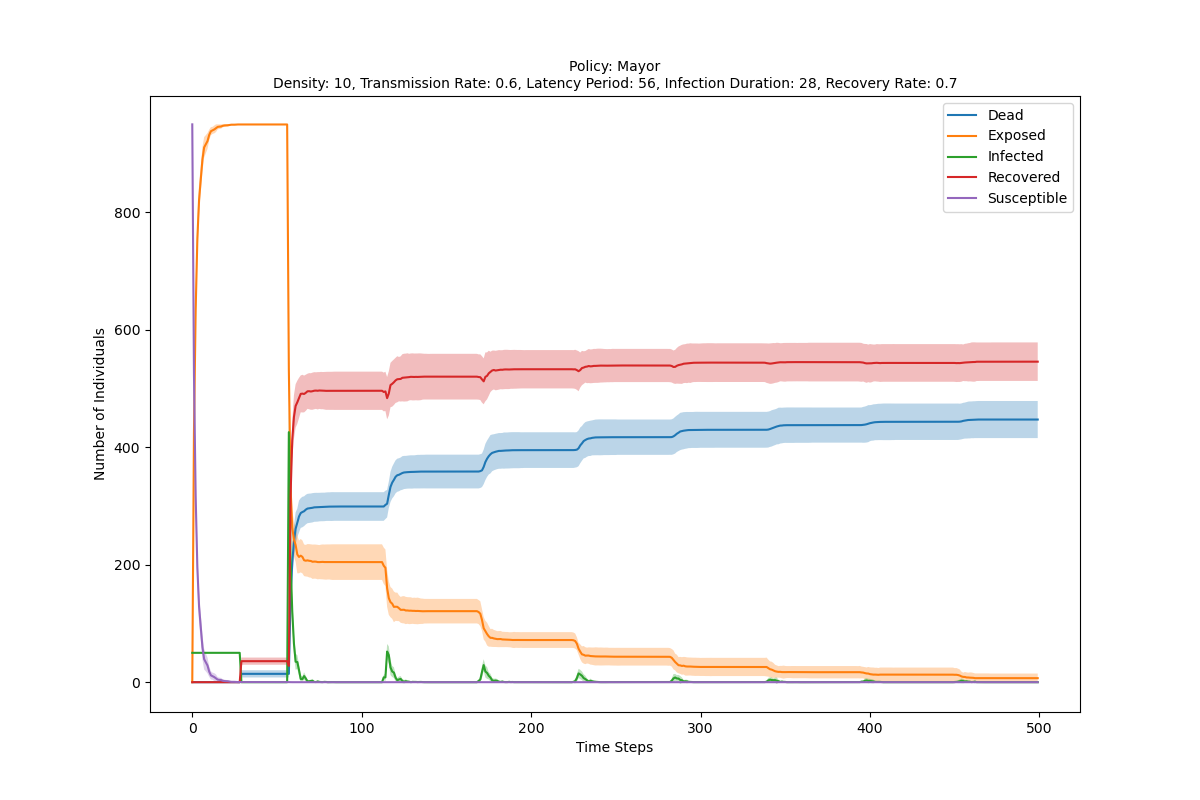 Policy: Mayor
Density: 10, Transmission Rate: 0.6, Latency Period: 56, Infection Duration: 28, Recovery Rate: 0.7
Dead
Exposed
Infected
Recovered
Susceptible
800
600
400
200
0
Number of Individuals
0 100 200 300 400 500
Time Steps